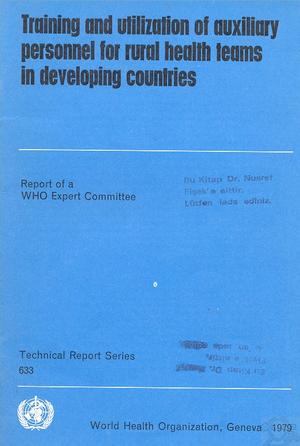 Training and utilization of auxiliary
personnel for rural health teams
in developing countries
Report of a
WHO Expert Committee
Bu Kitap Dr. Nusret
Fişek'e aittir.
Lütfen iade ediniz.
Technical Report Series
633
World Health Organization, Geneva 1979